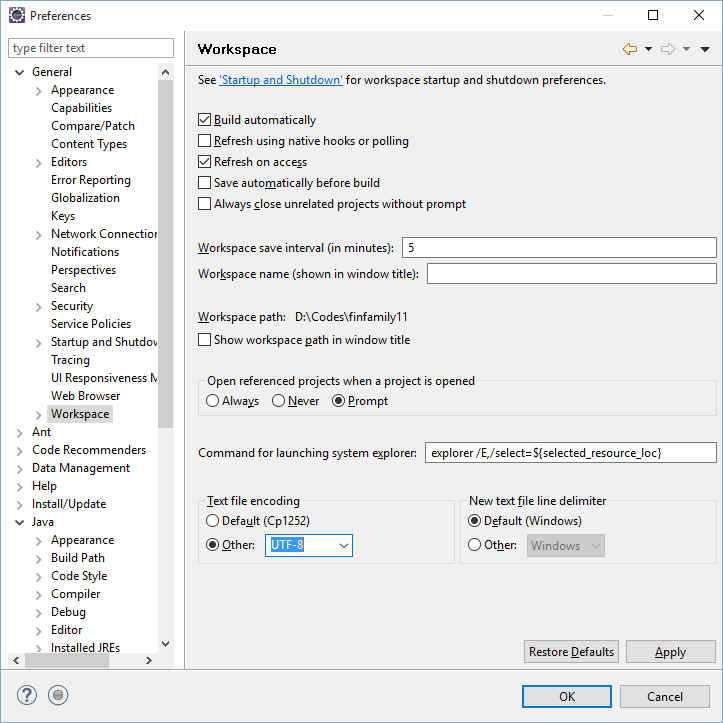 Preferences
type filter text
General
Appearance
Capabilities
Compare/Patch
Content Types
Editors
Error Reporting
Globalization
Keys
Network Connection
Notifications
Perspectives
Search
Security
Service Policies
Startup and Shutdow
Tracing
UI Responsiveness M
Web Browser
Workspace
Ant
Code Recommenders
Data Management
Help
Install/Update
Java
Appearance
Build Path
Code Style
Compiler
Debug
Editor
Installed JREs
Workspace
See 'Startup and Shutdown' for workspace startup and shutdown preferences.
Build automatically
Refresh using native hooks or polling
Refresh on access
Save automatically before build
Always close unrelated projects without prompt
Workspace save interval (in minutes): 5
Workspace name (shown in window title):
Workspace path: D:\Codes\finfamily11
Show workspace path in window title
Open referenced projects when a project is opened
Always Never Prompt
Command for launching system explorer: explorer /E,/select=${selected_resource_loc}
Text file encoding
Default (Cp1252)
Other: UTF-8
New text file line delimiter
Default (Windows)
Other: Windows
Restore Defaults Apply
? OK Cancel